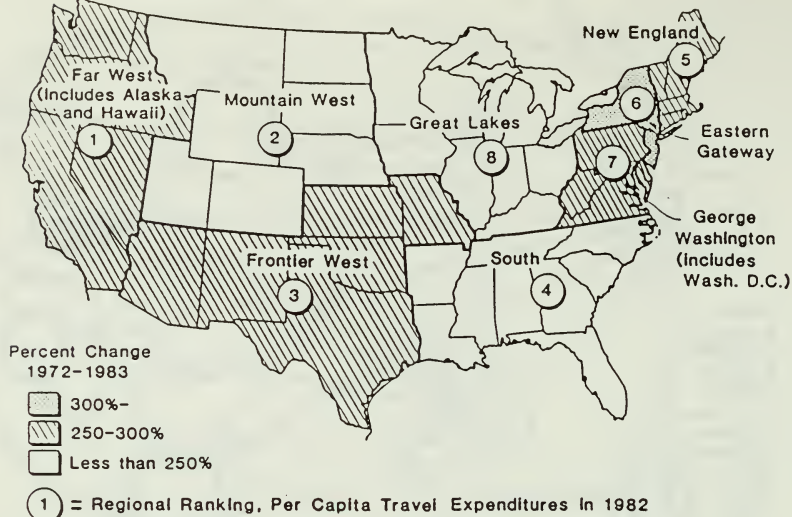 New England
5
Far West
(Includes Alaska
and Hawaii)
1
Mountain West
2
Great Lakes
8
6
Eastern
Gateway
7
George
Washington
(includes
Wash. D.C.)
Frontier West
3
South
4
Percent Change
1972-1983
300%-
250-300%
Less than 250%
1 = Regional Ranking, Per Capita Travel Expenditures in 1982